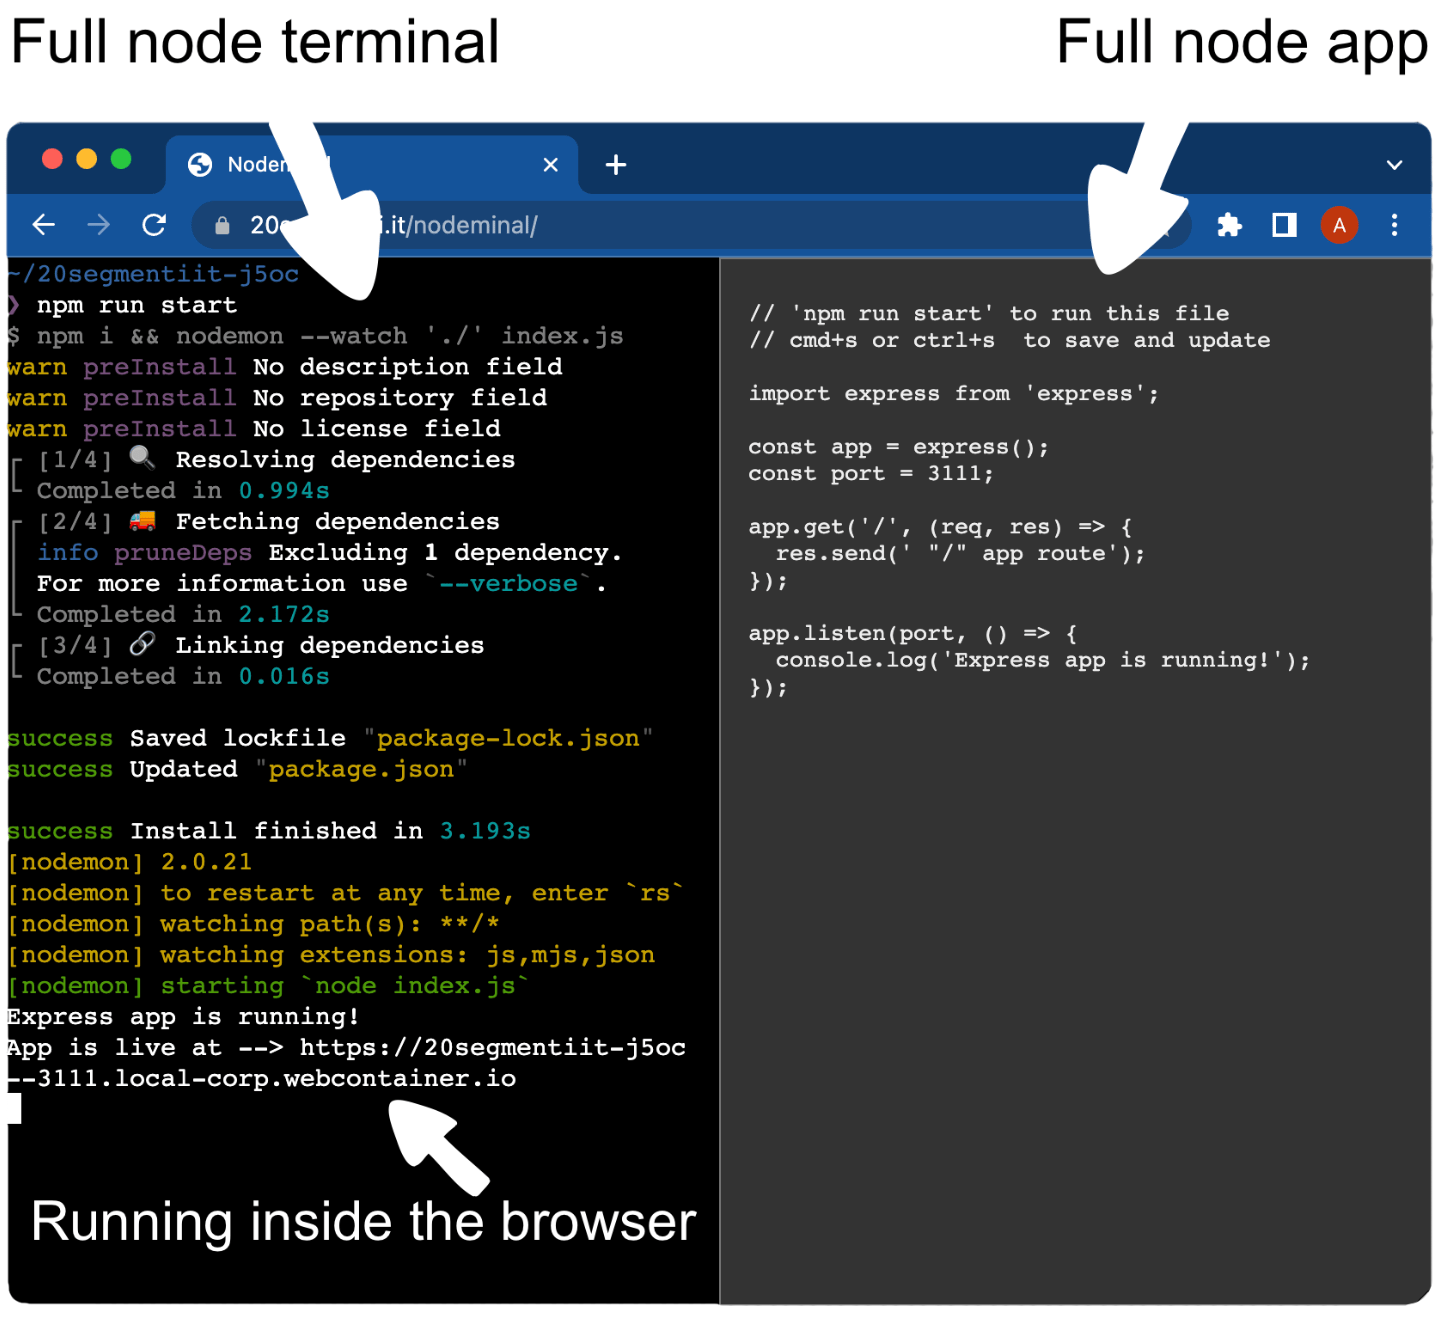 Full node terminal
Full node app
20
.it/nodeminal/
A
~/20segmentiit-j5oc
❯ npm run start
$ npm i && nodemon --watch './' index.js
warn preInstall No description field
warn preInstall No repository field
warn preInstall No license field
[1/4] 🔍 Resolving dependencies
Completed in 0.994s
[2/4] 🚚 Fetching dependencies
info pruneDeps Excluding 1 dependency.
For more information use `--verbose`.
Completed in 2.172s
[3/4] 🔗 Linking dependencies
Completed in 0.016s
success Saved lockfile "package-lock.json"
success Updated "package.json"
success Install finished in 3.193s
[nodemon] 2.0.21
[nodemon] to restart at any time, enter `rs`
[nodemon] watching path(s): **/*
[nodemon] watching extensions: js,mjs,json
[nodemon] starting `node index.js`
Express app is running!
App is live at --> https://20segmentiit-j5oc
--3111.local-corp.webcontainer.io
Running inside the browser
// 'npm run start' to run this file
// cmd+s or ctrl+s  to save and update
import express from 'express';
const app = express();
const port = 3111;
app.get('/', (req, res) => {
  res.send(' "/" app route');
});
app.listen(port, () => {
  console.log('Express app is running!');
});